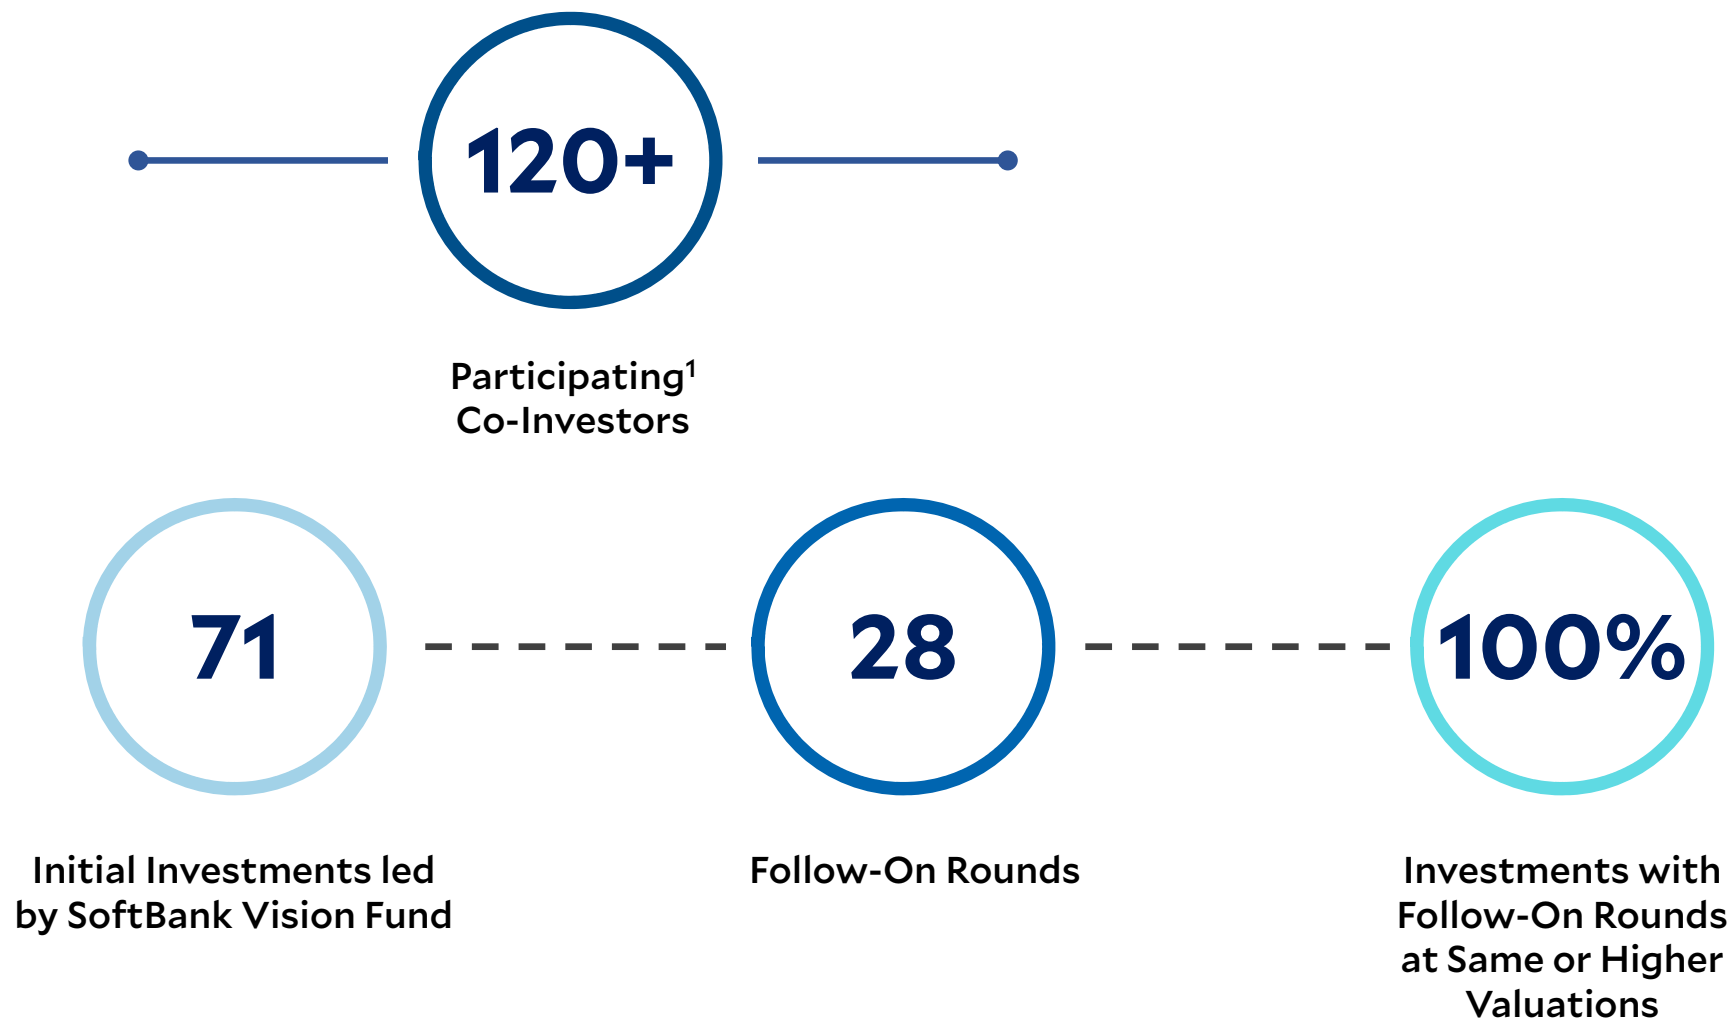 120+
Participating¹
Co-Investors
71
Initial Investments led
by SoftBank Vision Fund
28
Follow-On Rounds
100%
Investments with
Follow-On Rounds
at Same or Higher
Valuations